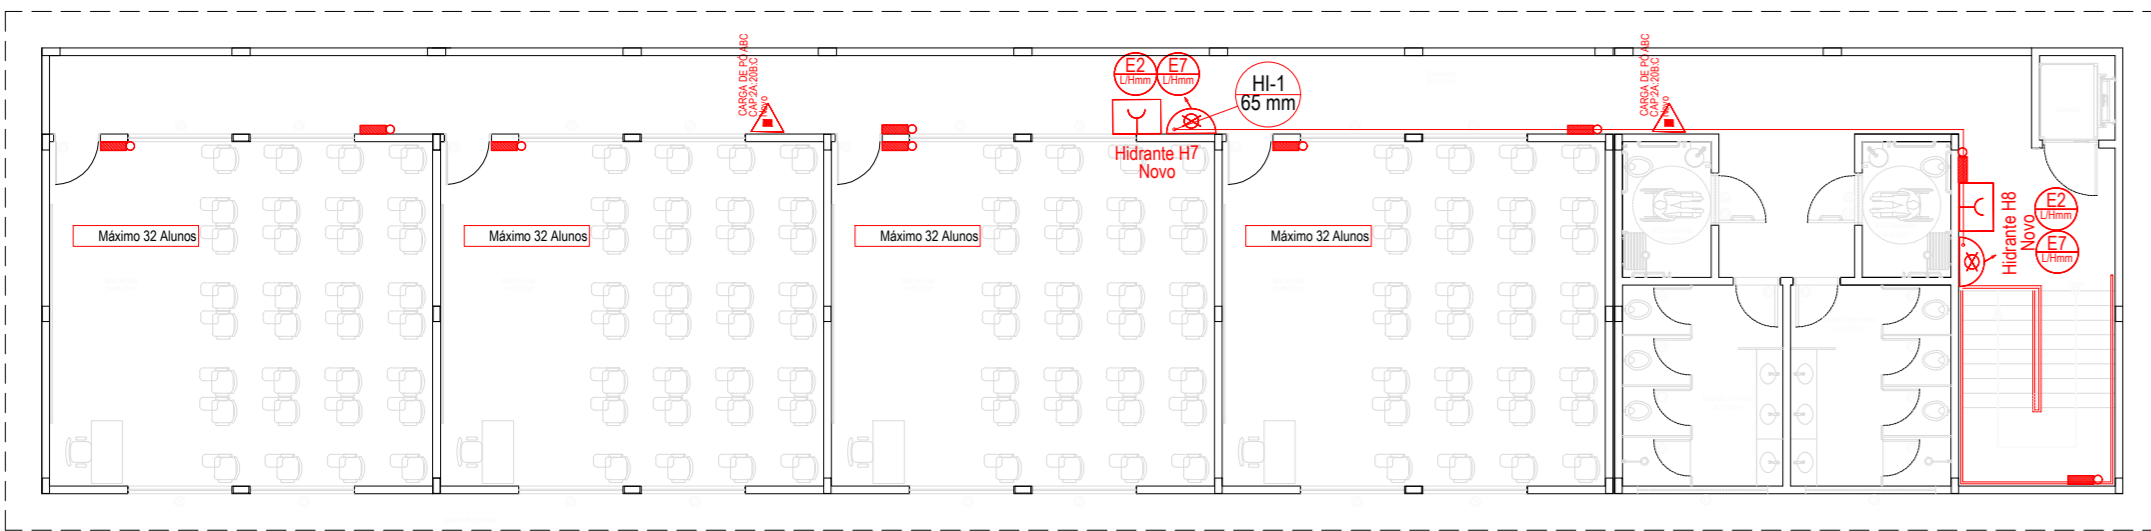 CARGA DE PÓ ABC
CAP:2A:20B:C
Novo
E2
L/Hmm
E7
L/Hmm
HI-1
65 mm
CARGA DE PÓ ABC
CAP:2A:20B:C
Novo
Hidrante H7
Novo
Máximo 32 Alunos
Máximo 32 Alunos
Máximo 32 Alunos
Máximo 32 Alunos
Hidrante H8
Novo
E2
L/Hmm
E7
L/Hmm